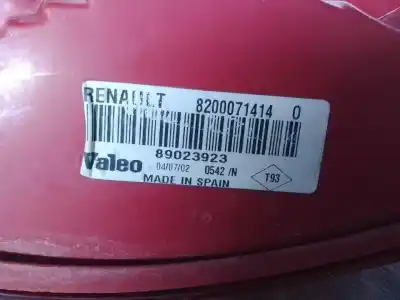 RENAULT 8200071414 0
89023923
Valeo 04/07/02 0542 /N T93
MADE IN SPAIN